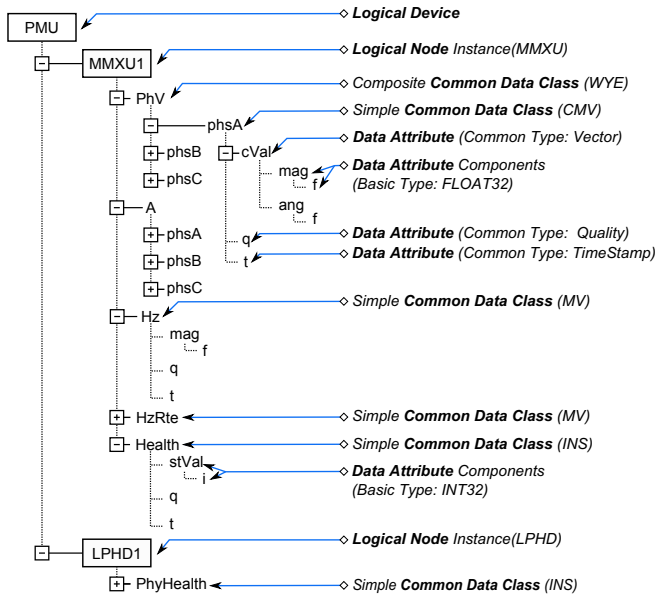 PMU
Logical Device
MMXU1
Logical Node Instance(MMXU)
PhV
Composite Common Data Class (WYE)
phsA
Simple Common Data Class (CMV)
phsB
cVal
Data Attribute (Common Type: Vector)
phsC
mag
f
Data Attribute Components
(Basic Type: FLOAT32)
A
ang
f
phsA
q
Data Attribute (Common Type: Quality)
phsB
t
Data Attribute (Common Type: TimeStamp)
phsC
Hz
Simple Common Data Class (MV)
mag
f
q
t
HzRte
Simple Common Data Class (MV)
Health
Simple Common Data Class (INS)
stVal
i
Data Attribute Components
(Basic Type: INT32)
q
t
LPHD1
Logical Node Instance(LPHD)
PhyHealth
Simple Common Data Class (INS)